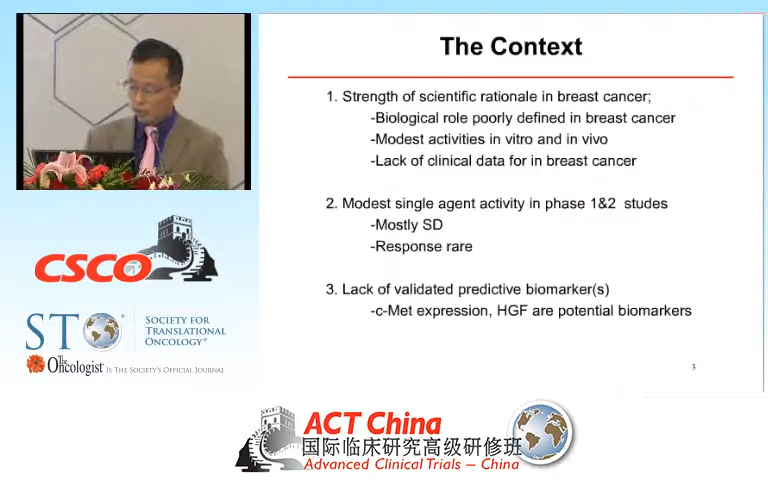 The Context
1. Strength of scientific rationale in breast cancer;
-Biological role poorly defined in breast cancer
-Modest activities in vitro and in vivo
-Lack of clinical data for in breast cancer
2. Modest single agent activity in phase 1&2 studes
-Mostly SD
-Response rare
3. Lack of validated predictive biomarker(s)
-c-Met expression, HGF are potential biomarkers
3
CSCO
STO
SOCIETY FOR
TRANSLATIONAL
ONCOLOGY®
The Oncologist® IS THE SOCIETY'S OFFICIAL JOURNAL
ACT China
国际临床研究高级研修班
Advanced Clinical Trials – China